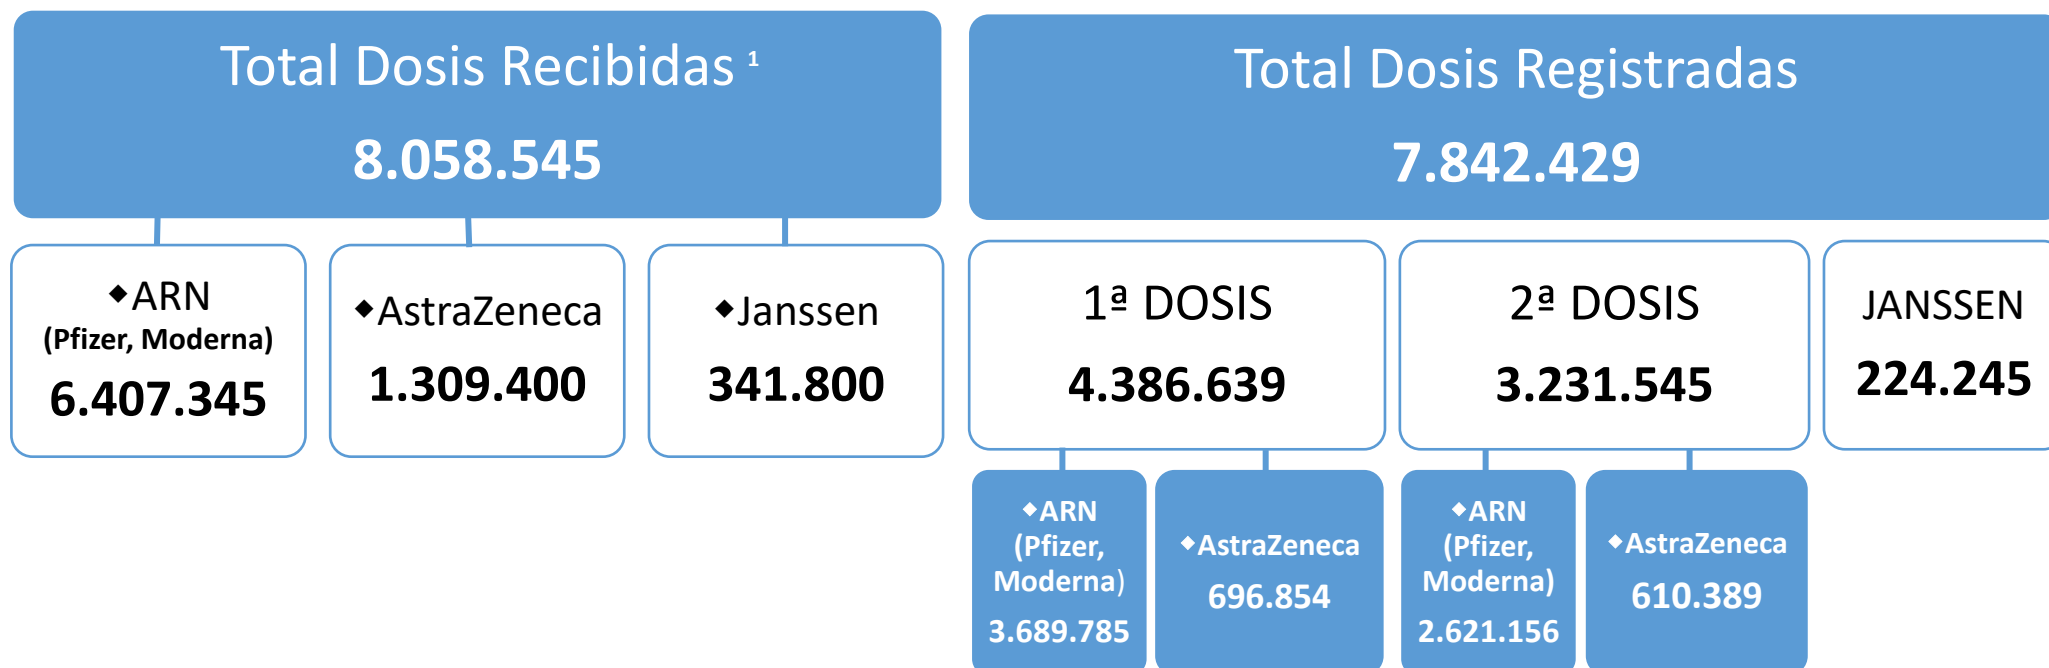 Total Dosis Recibidas ¹
8.058.545
◆ARN
(Pfizer, Moderna)
6.407.345
◆AstraZeneca
1.309.400
◆Janssen
341.800
Total Dosis Registradas
7.842.429
1ª DOSIS
4.386.639
2ª DOSIS
3.231.545
JANSSEN
224.245
◆ARN
(Pfizer,
Moderna)
3.689.785
◆AstraZeneca
696.854
◆ARN
(Pfizer,
Moderna)
2.621.156
◆AstraZeneca
610.389